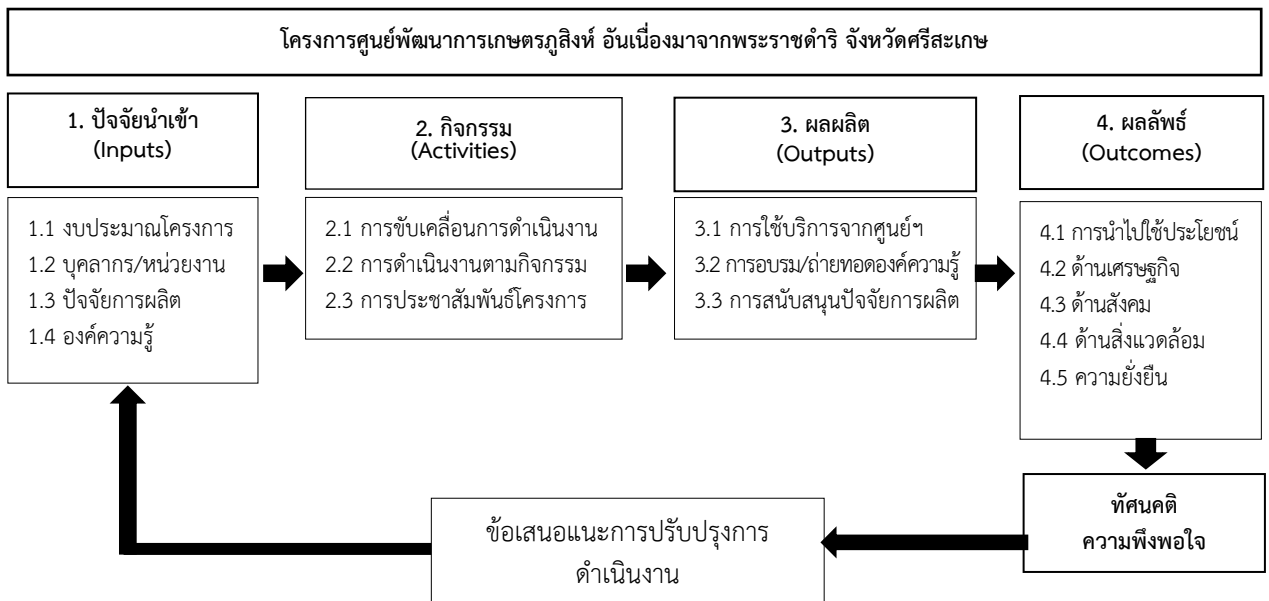 โครงการศูนย์พัฒนาการเกษตรภูสิงห์ อันเนื่องมาจากพระราชดำริ จังหวัดศรีสะเกษ
1. ปัจจัยนำเข้า
(Inputs)
1.1 งบประมาณโครงการ
1.2 บุคลากร/หน่วยงาน
1.3 ปัจจัยการผลิต
1.4 องค์ความรู้
2. กิจกรรม
(Activities)
2.1 การขับเคลื่อนการดำเนินงาน
2.2 การดำเนินงานตามกิจกรรม
2.3 การประชาสัมพันธ์โครงการ
3. ผลผลิต
(Outputs)
3.1 การใช้บริการจากศูนย์ฯ
3.2 การอบรม/ถ่ายทอดองค์ความรู้
3.3 การสนับสนุนปัจจัยการผลิต
4. ผลลัพธ์
(Outcomes)
4.1 การนำไปใช้ประโยชน์
4.2 ด้านเศรษฐกิจ
4.3 ด้านสังคม
4.4 ด้านสิ่งแวดล้อม
4.5 ความยั่งยืน
ทัศนคติ
ความพึงพอใจ
ข้อเสนอแนะการปรับปรุงการ
ดำเนินงาน